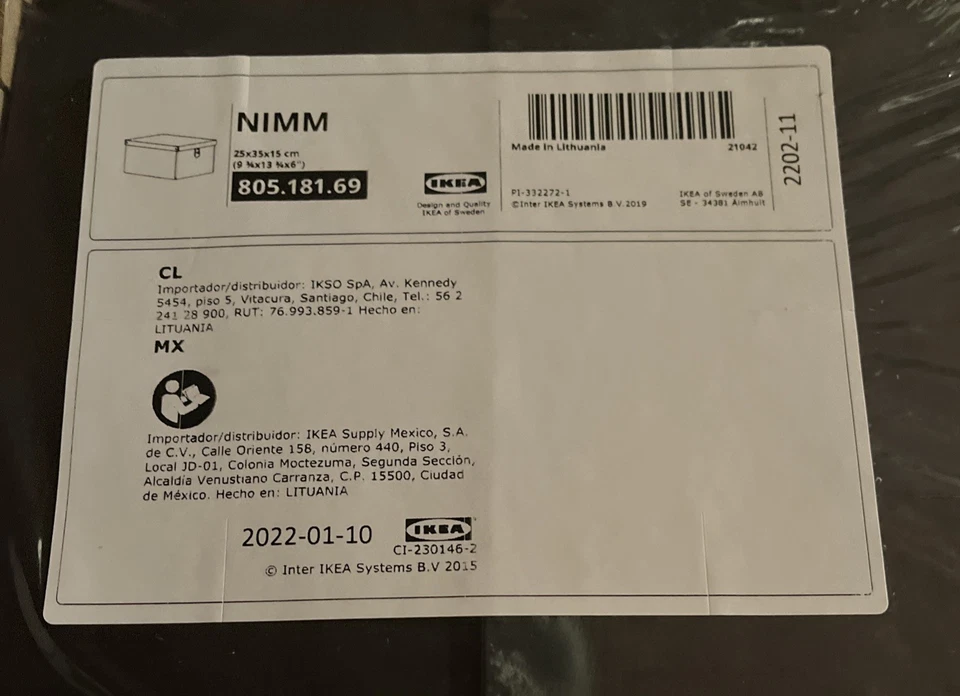 NIMM
25x35x15 cm
(9 ¾x13 ¾x6")
805.181.69
IKEA
Design and Quality
IKEA of Sweden
Made in Lithuania 21042
PI-332272-1
©Inter IKEA Systems B.V.2019
IKEA of Sweden AB
SE - 34381 Älmhult
2202-11
CL
Importador/distribuidor: IKSO SpA, Av. Kennedy
5454, piso 5, Vitacura, Santiago, Chile, Tel.: 56 2
241 28 900, RUT: 76.993.859-1 Hecho en:
LITUANIA
MX
Importador/distribuidor: IKEA Supply Mexico, S.A.
de C.V., Calle Oriente 158, número 440, Piso 3,
Local JD-01, Colonia Moctezuma, Segunda Sección,
Alcaldía Venustiano Carranza, C.P. 15500, Ciudad
de México. Hecho en: LITUANIA
2022-01-10
IKEA
CI-230146-2
© Inter IKEA Systems B.V 2015